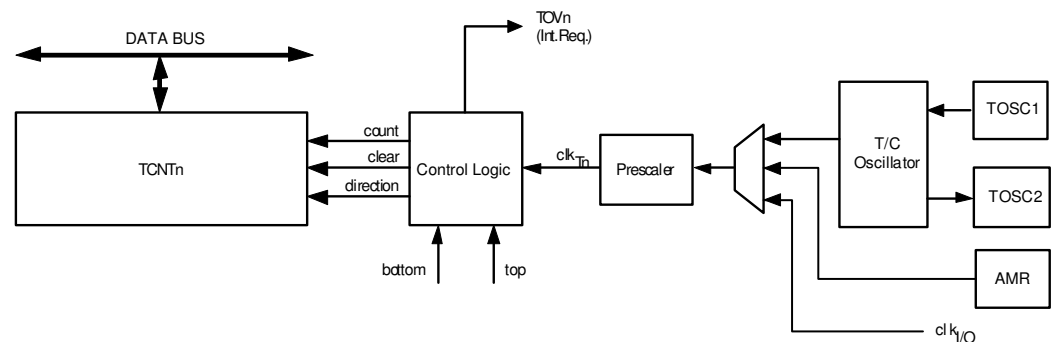 TOVn
(Int.Req.)
DATA BUS
TOSC1
count
T/C
Oscillator
clear
clkTn
TCNTn
Control Logic
Prescaler
direction
TOSC2
bottom
top
AMR
clkI/O